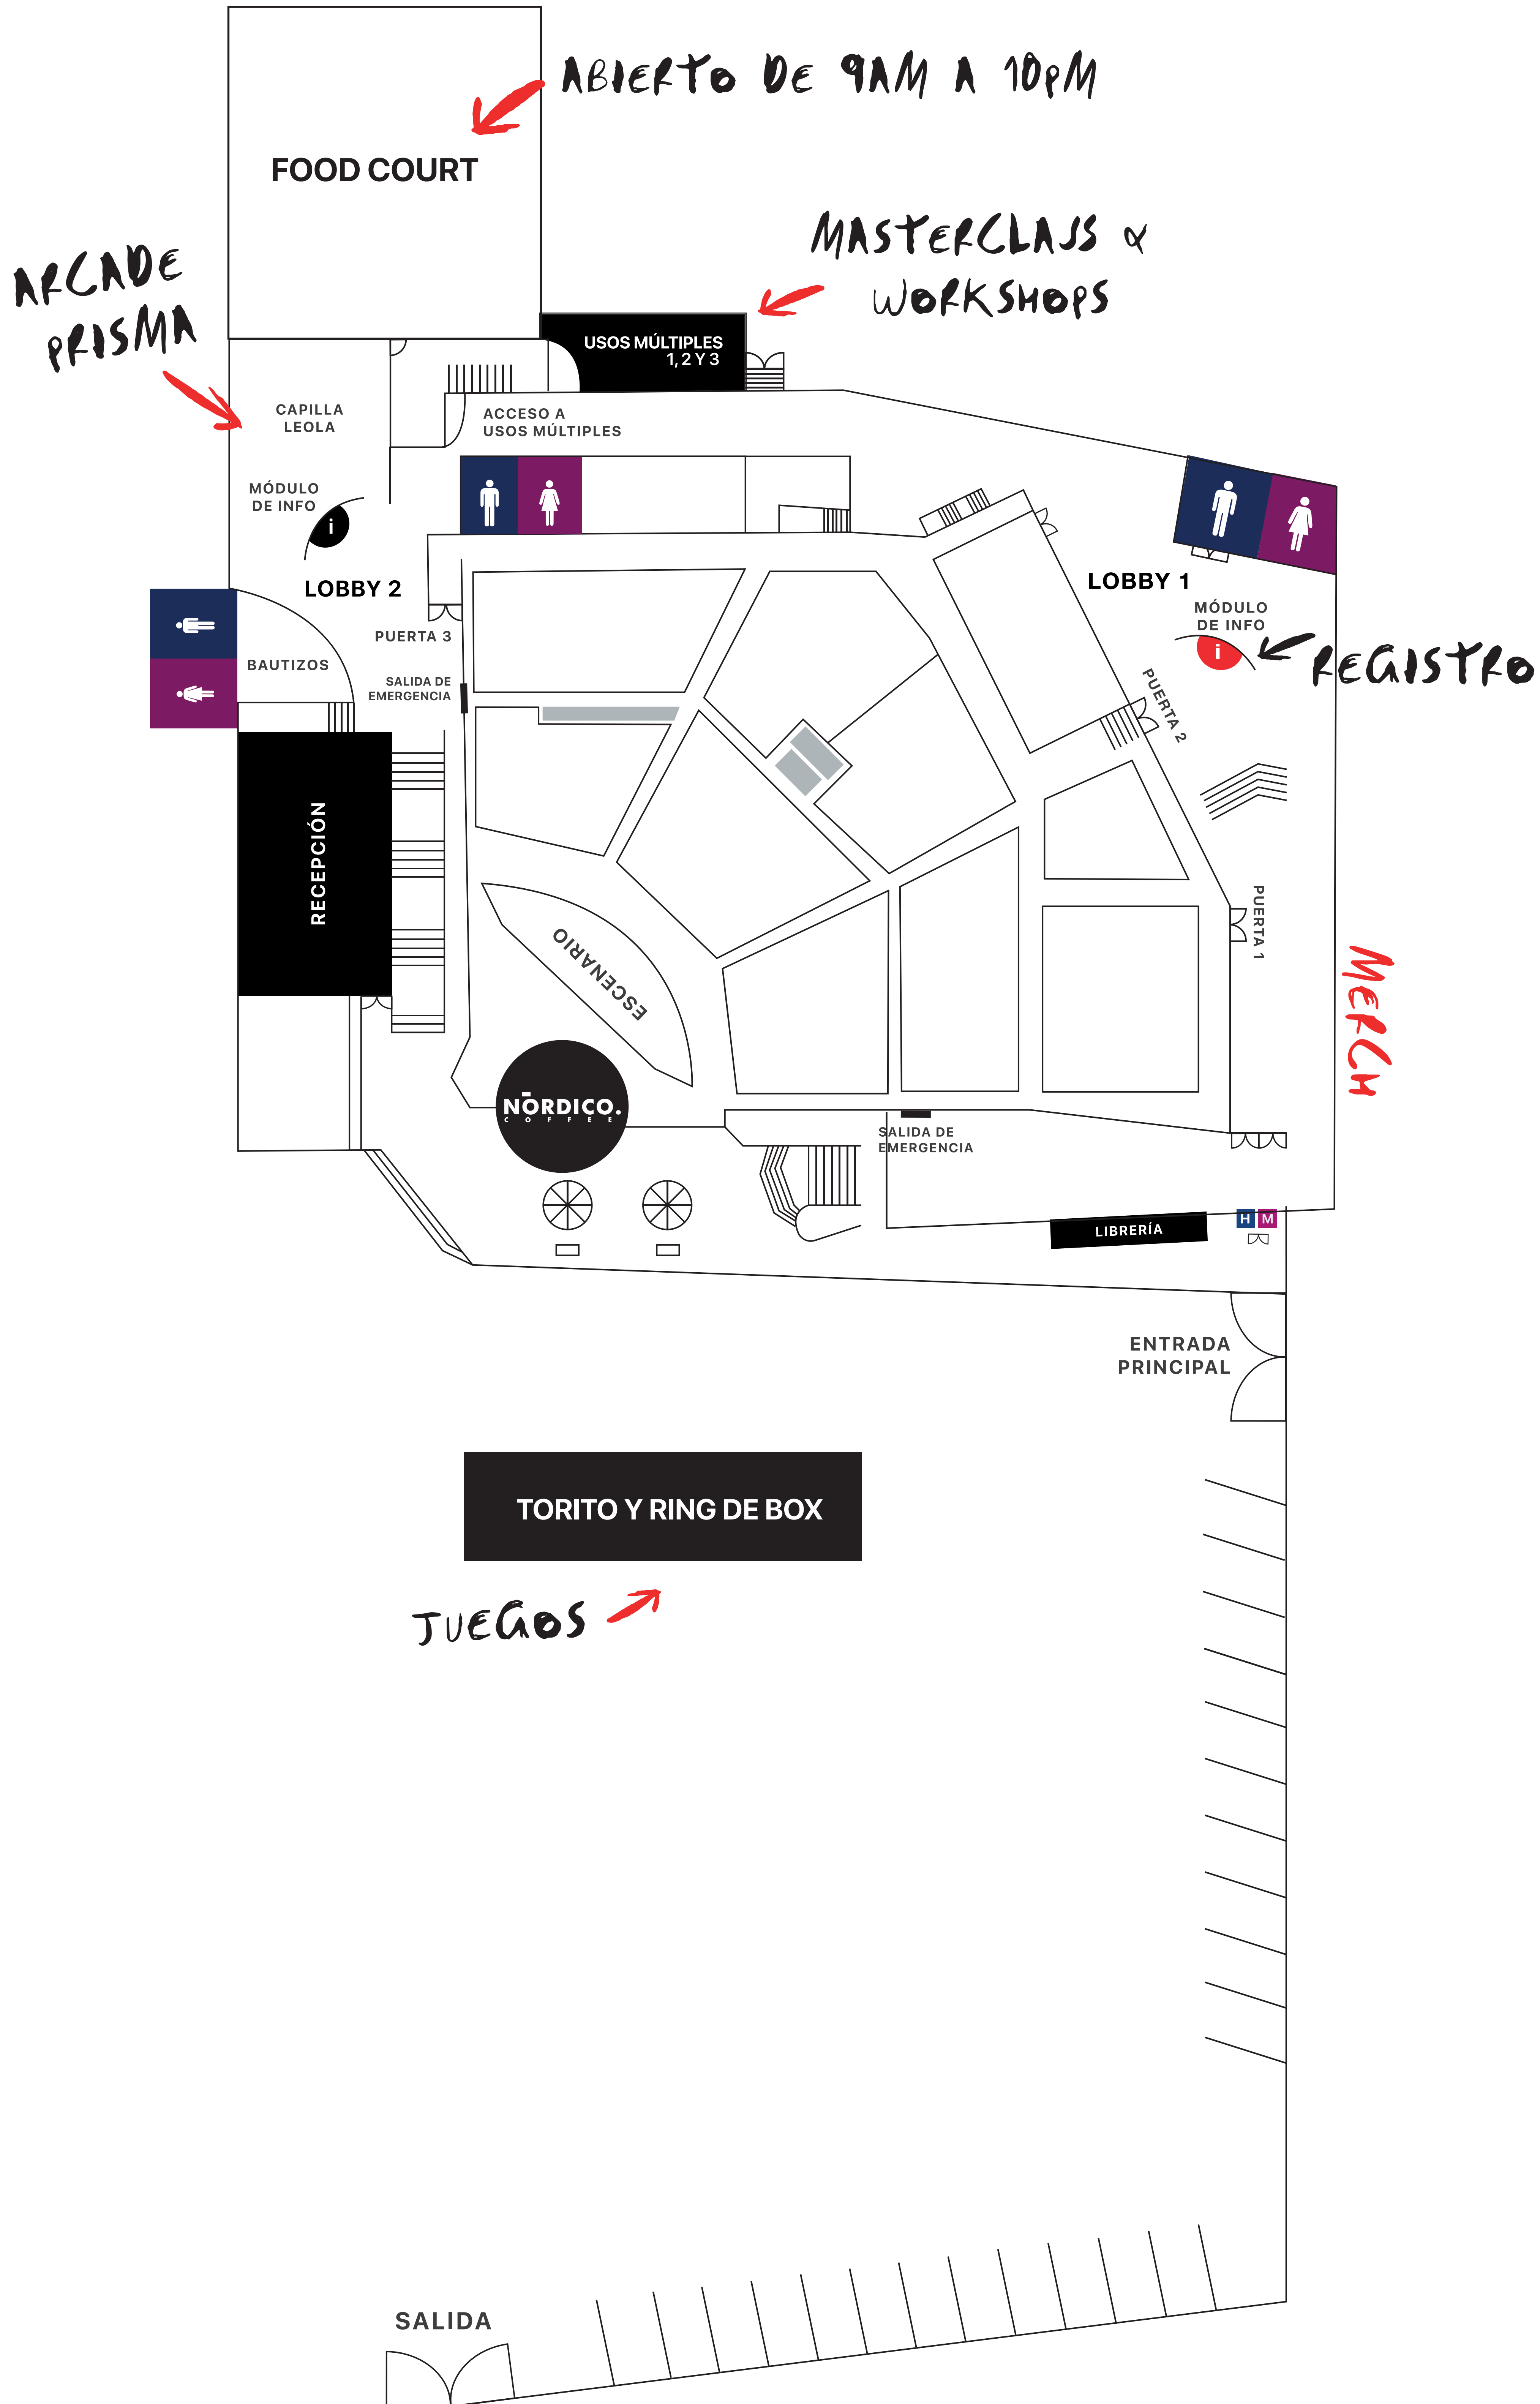 ABIERTO DE 9AM A 10PM
FOOD COURT
MASTERCLASS &
WORKSHOPS
ARCADE
PRISMA
USOS MÚLTIPLES
1, 2 Y 3
CAPILLA
LEOLA
ACCESO A
USOS MÚLTIPLES
MÓDULO
DE INFO
i
LOBBY 2
LOBBY 1
MÓDULO
DE INFO
i
REGISTRO
PUERTA 3
BAUTIZOS
SALIDA DE
EMERGENCIA
PUERTA 2
RECEPCIÓN
PUERTA 1
ESCENARIO
MERCH
NŌRDICO.
COFFEE
SALIDA DE
EMERGENCIA
LIBRERÍA
H M
ENTRADA
PRINCIPAL
TORITO Y RING DE BOX
JUEGOS
SALIDA